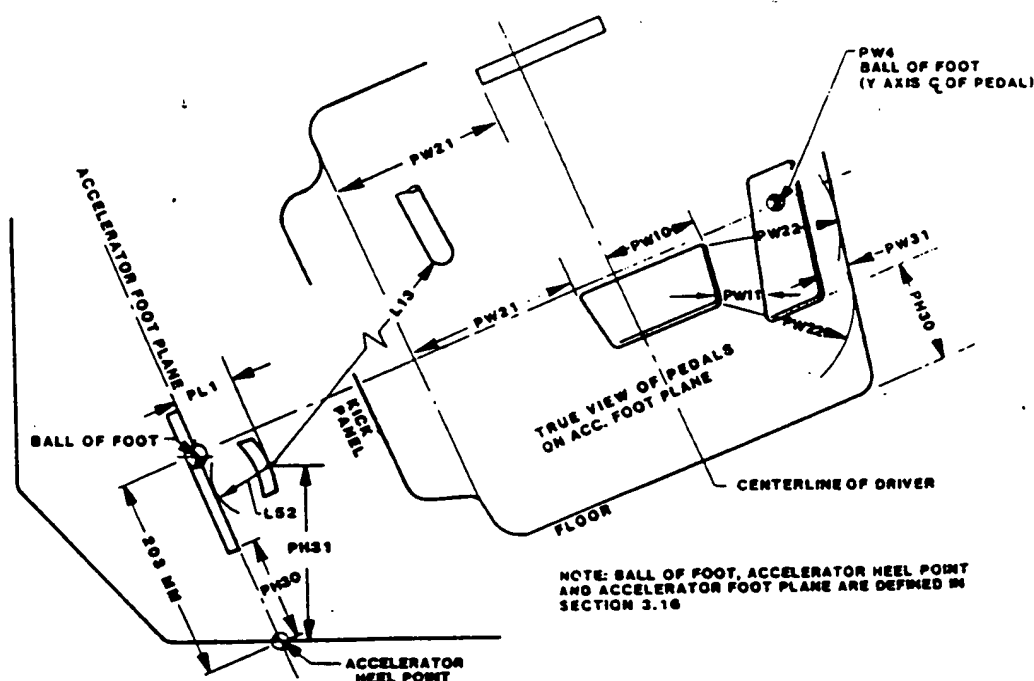 PW4
BALL OF FOOT
(Y AXIS ℄ OF PEDAL)
PW21
ACCELERATOR FOOT PLANE
PW10
PW22
PW31
PW21
PW11
L13
PH30
PW22
PL1
KICK
PANEL
TRUE VIEW OF PEDALS
ON ACC. FOOT PLANE
BALL OF FOOT
CENTERLINE OF DRIVER
L52
FLOOR
203 MM
PH31
PH30
NOTE: BALL OF FOOT, ACCELERATOR HEEL POINT
AND ACCELERATOR FOOT PLANE ARE DEFINED IN
SECTION 3.16
ACCELERATOR
HEEL POINT